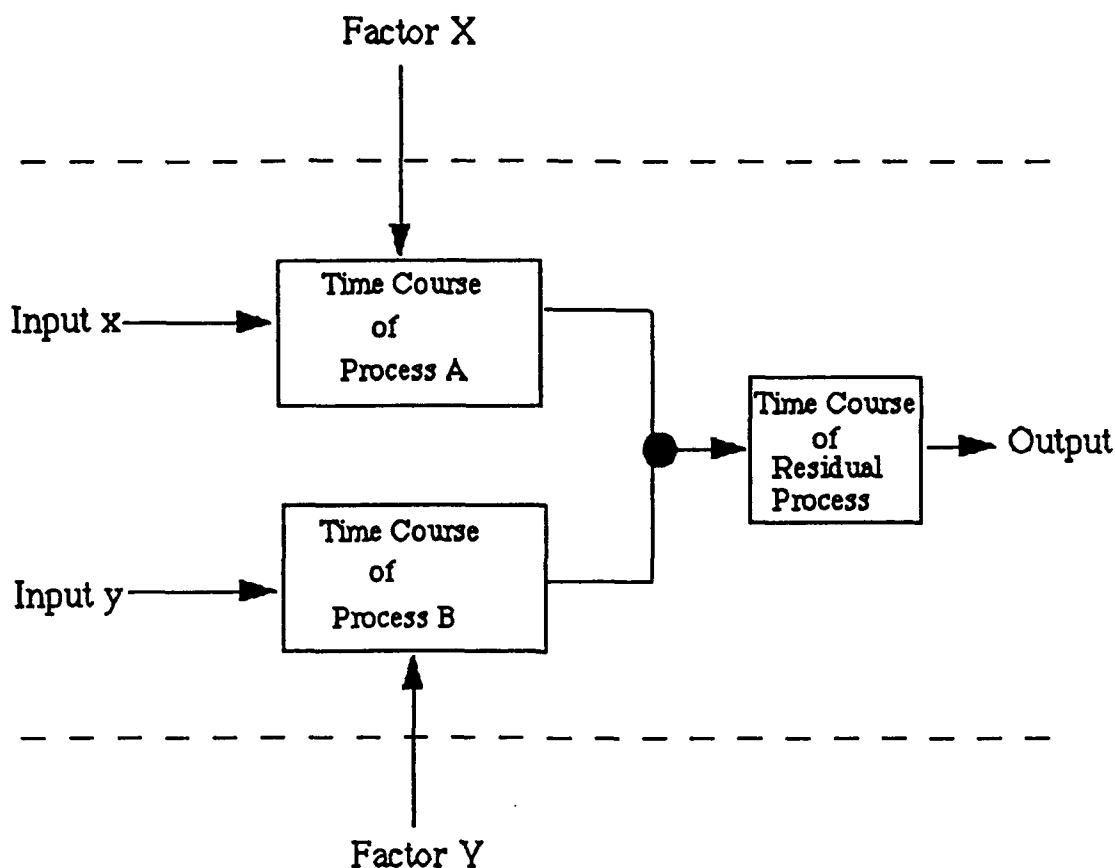 Factor X
Input x
Time Course
of
Process A
Time Course
of
Residual
Process
Output
Input y
Time Course
of
Process B
Factor Y